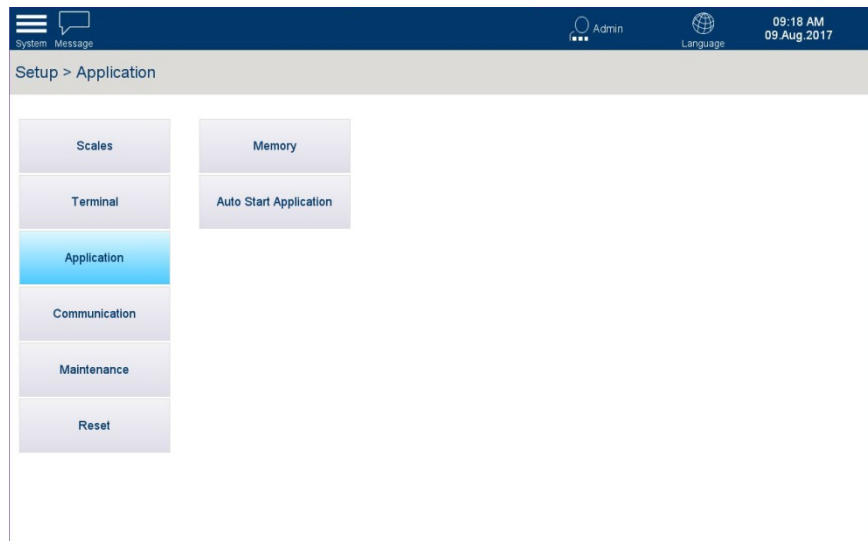 System Message
Admin
Language
09:18 AM
09.Aug.2017
Setup > Application
Scales
Memory
Terminal
Auto Start Application
Application
Communication
Maintenance
Reset